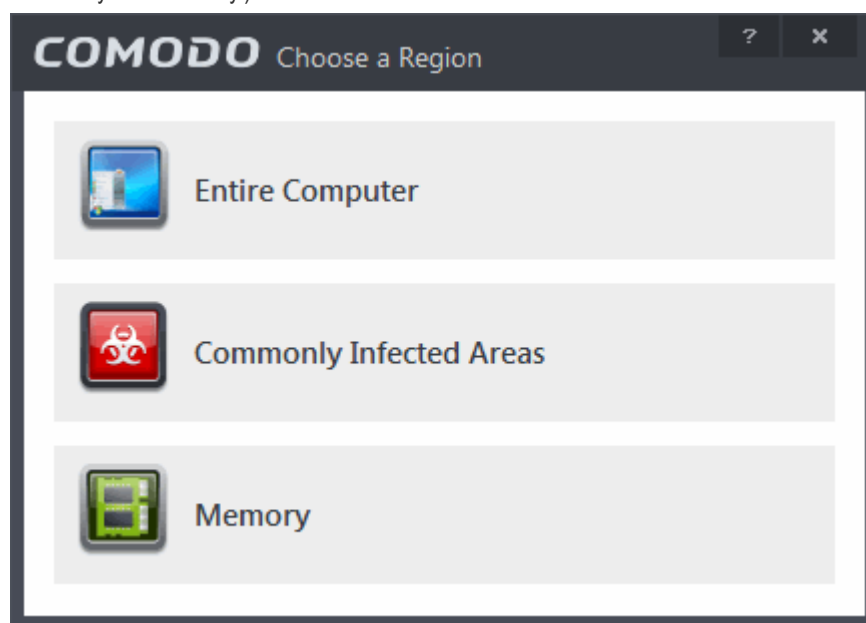 COMODO Choose a Region ? ×
Entire Computer
Commonly Infected Areas
Memory